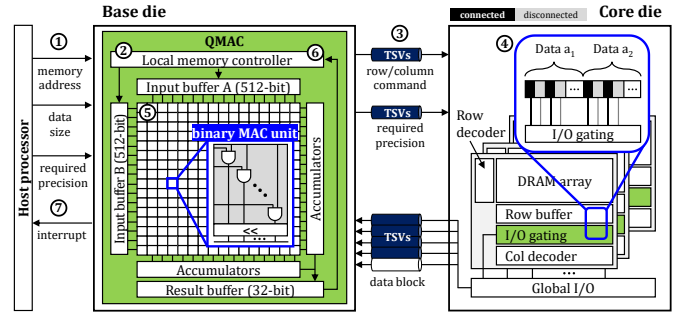 Base die
connected
disconnected
Core die
Host processor
①
memory
address
data
size
required
precision
⑦
interrupt
QMAC
②
⑥
Local memory controller
Input buffer A (512-bit)
Input buffer B (512-bit)
⑤
binary MAC unit
<<
...
Accumulators
Accumulators
Result buffer (32-bit)
③
TSVs
row/column
command
TSVs
required
precision
TSVs
data block
④
Data a1
Data a2
...
...
I/O gating
Row
decoder
DRAM array
Row buffer
I/O gating
Col decoder
...
Global I/O